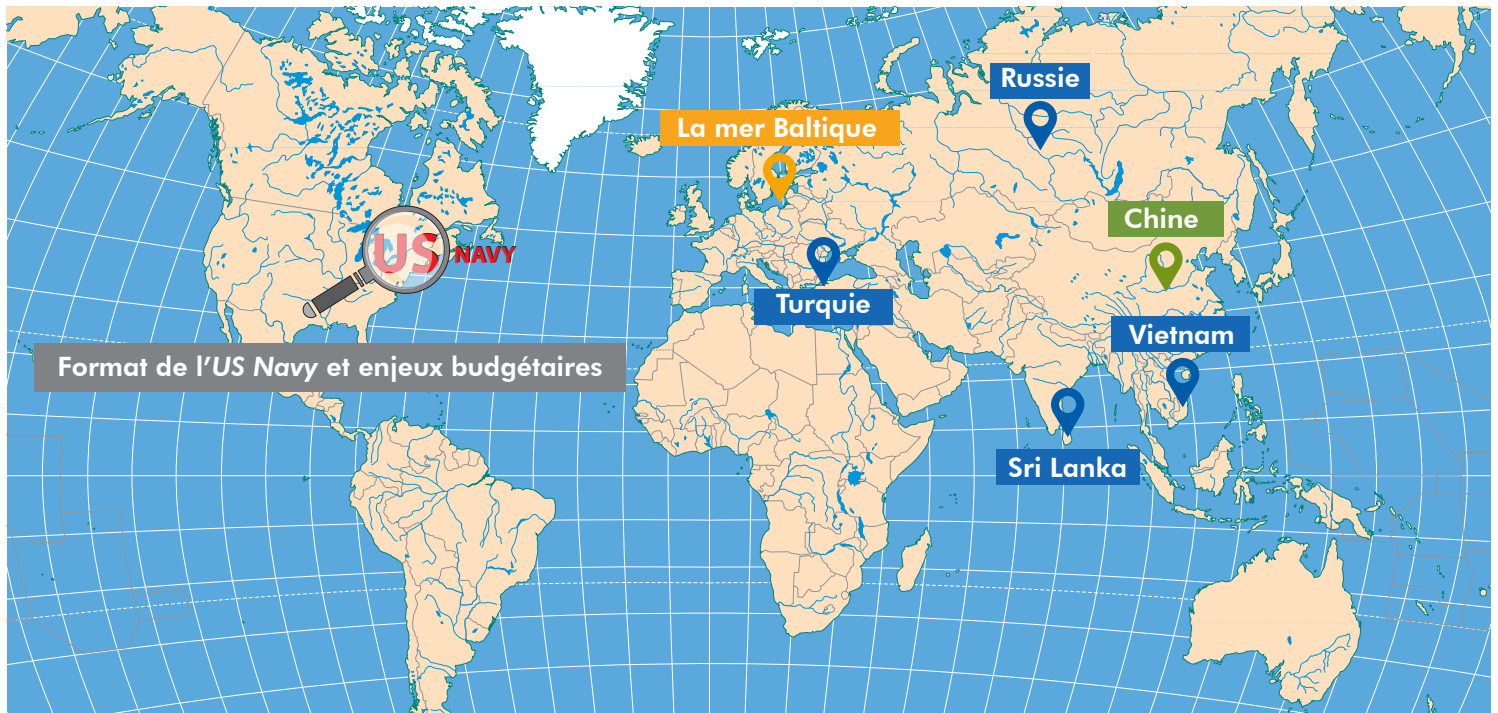 Russie
La mer Baltique
Chine
US NAVY
Turquie
Vietnam
Format de l'US Navy et enjeux budgétaires
Sri Lanka